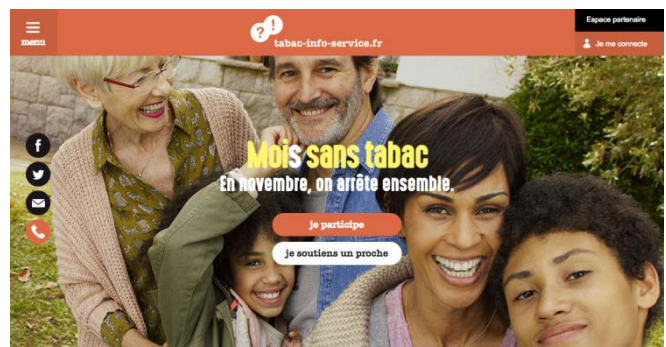 menu
? !
tabac-info-service.fr
Espace partenaire
Je me connecte
Mois sans tabac
En novembre, on arrête ensemble.
je participe
je soutiens un proche